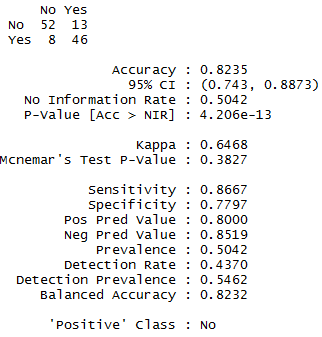 No Yes
No 52 13
Yes 8 46
Accuracy : 0.8235
95% CI : (0.743, 0.8873)
No Information Rate : 0.5042
P-Value [Acc > NIR] : 4.206e-13
Kappa : 0.6468
Mcnemar's Test P-Value : 0.3827
Sensitivity : 0.8667
Specificity : 0.7797
Pos Pred Value : 0.8000
Neg Pred Value : 0.8519
Prevalence : 0.5042
Detection Rate : 0.4370
Detection Prevalence : 0.5462
Balanced Accuracy : 0.8232
'Positive' Class : No